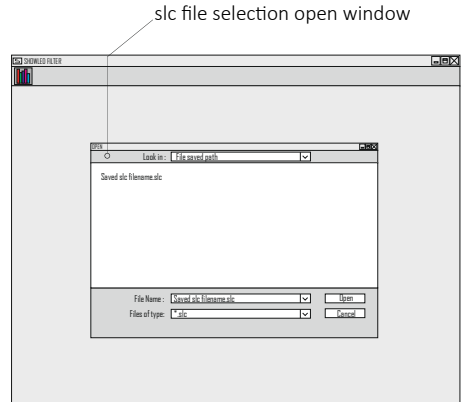 slc file selection open window
SHOWLED FILTER
OPEN
Look in : File saved path
Saved slc filename.slc
File Name : Saved slc filename.slc Open
Files of type: *.slc Cancel